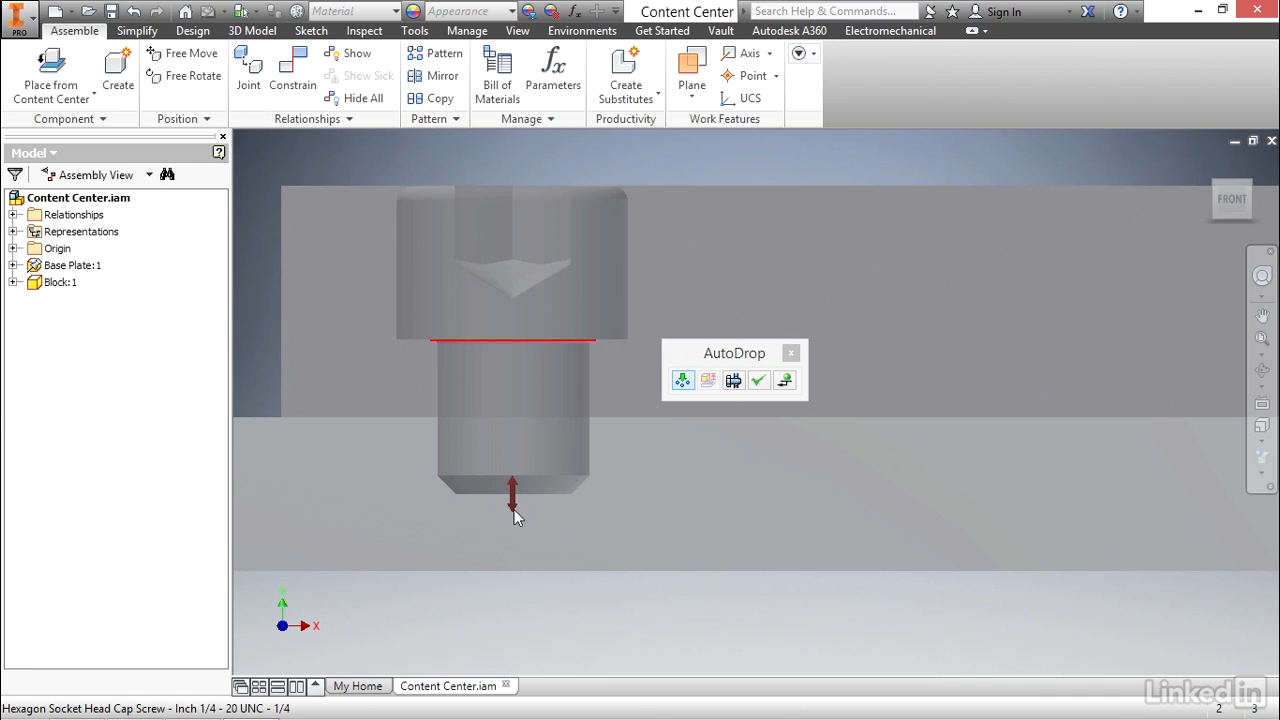 Material
Appearance
Content Center
Search Help & Commands...
Sign In
PRO
Assemble
Simplify
Design
3D Model
Sketch
Inspect
Tools
Manage
View
Environments
Get Started
Vault
Autodesk A360
Electromechanical
Place from
Content Center
Create
Free Move
Free Rotate
Joint
Constrain
Show
Show Sick
Hide All
Pattern
Mirror
Copy
Bill of
Materials
Parameters
Create
Substitutes
Plane
Axis
Point
UCS
Component
Position
Relationships
Pattern
Manage
Productivity
Work Features
Model
Assembly View
Content Center.iam
Relationships
Representations
Origin
Base Plate:1
Block:1
FRONT
AutoDrop
Y
X
My Home
Content Center.iam
Linked in
Hexagon Socket Head Cap Screw - Inch 1/4 - 20 UNC - 1/4
2
3